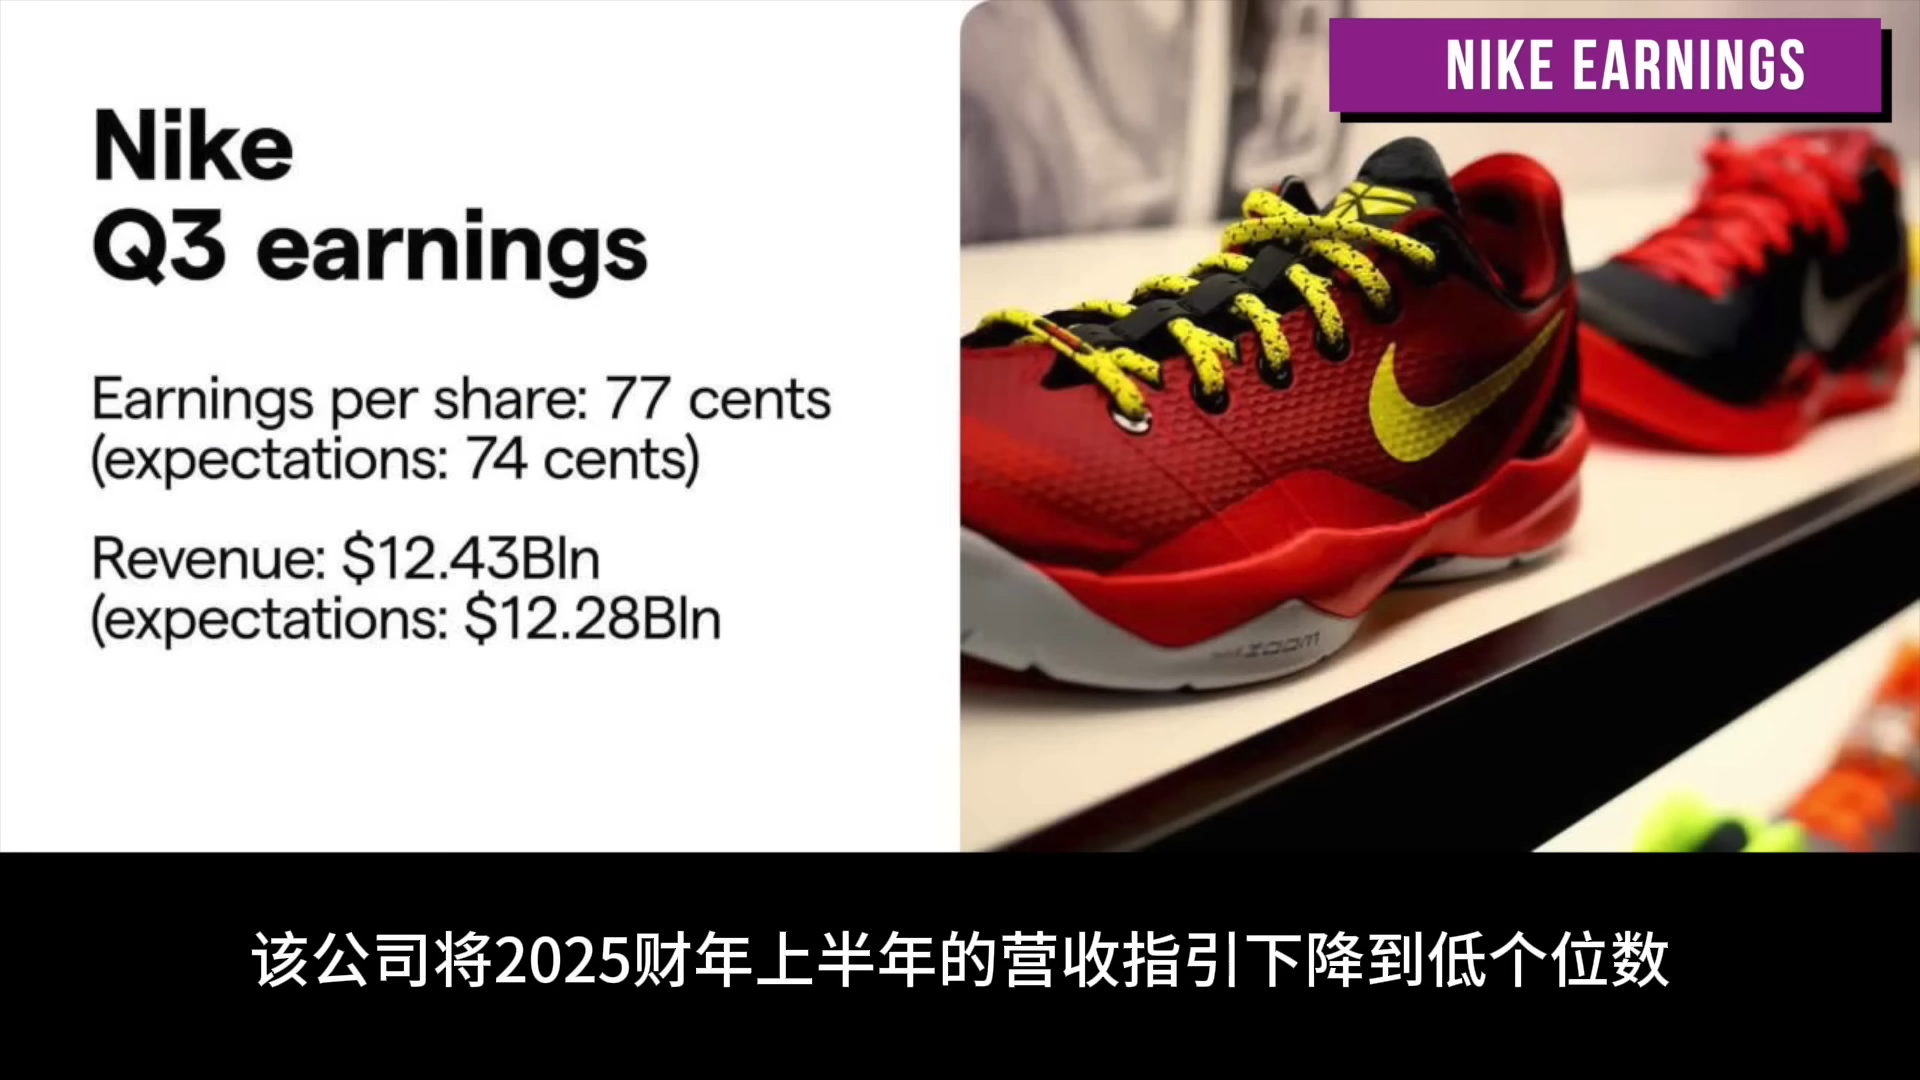 NIKE EARNINGS
Nike
Q3 earnings
Earnings per share: 77 cents
(expectations: 74 cents)
Revenue: $12.43Bln
(expectations: $12.28Bln
ZOOM
该公司将2025财年上半年的营收指引下降到低个位数